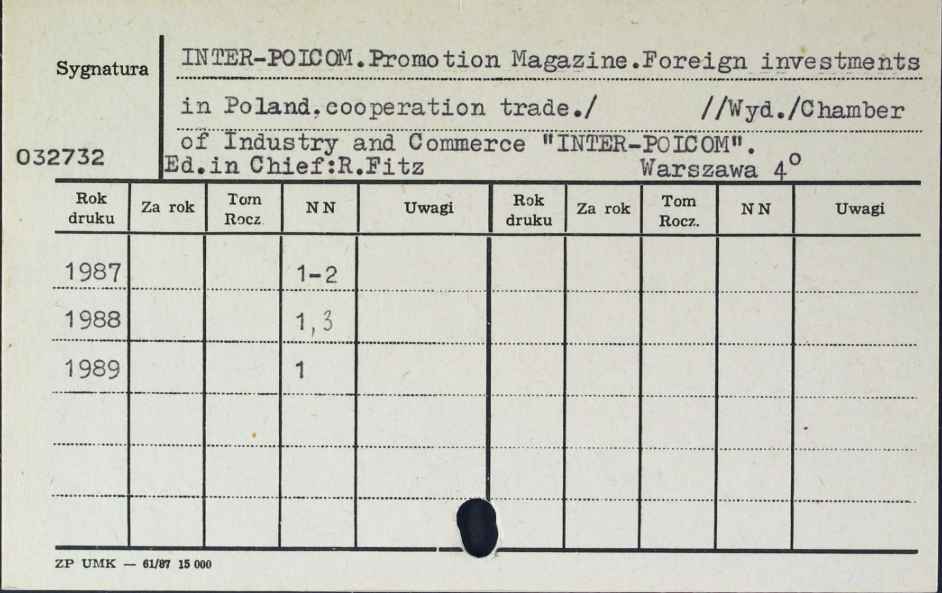 Sygnatura
INTER-POICOM.Promotion Magazine.Foreign investments
in Poland,cooperation trade./ //Wyd./Chamber
of Industry and Commerce "INTER-POICOM".
032732
Ed.in Chief:R.Fitz Warszawa 4°
Rok druku Za rok Tom Rocz. NN Uwagi Rok druku Za rok Tom Rocz. NN Uwagi
1987 1-2
1988 1,3
1989 1
ZP UMK — 61/87 15 000